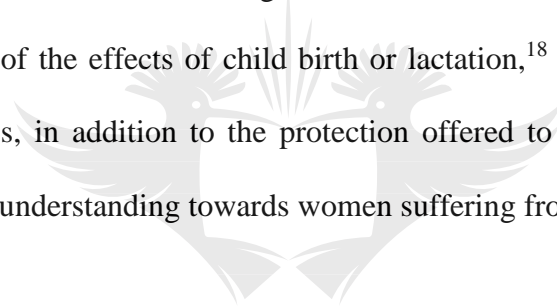 of the effects of child birth or lactation,18
s, in addition to the protection offered to
understanding towards women suffering fro